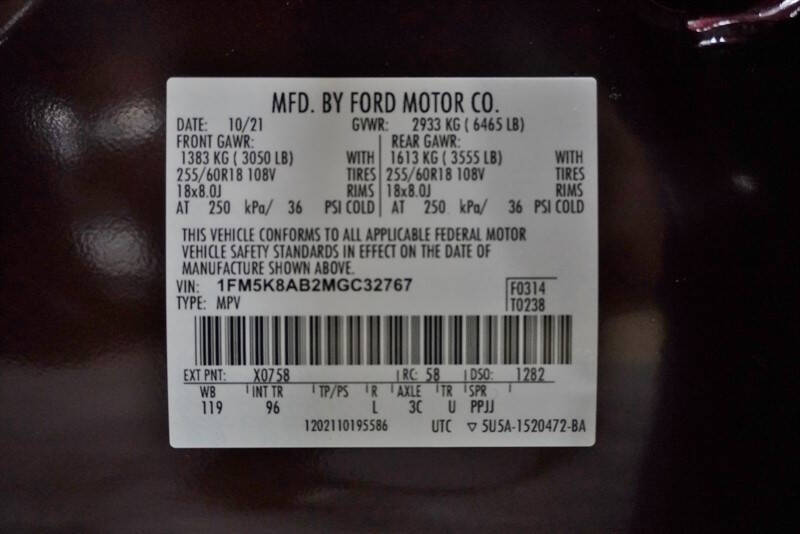 MFD. BY FORD MOTOR CO.
DATE: 10/21 GVWR: 2933 KG ( 6465 LB)
FRONT GAWR: REAR GAWR:
1383 KG ( 3050 LB) WITH 1613 KG ( 3555 LB) WITH
255/60R18 108V TIRES 255/60R18 108V TIRES
18x8.0J RIMS 18x8.0J RIMS
AT 250 kPa/ 36 PSI COLD AT 250 kPa/ 36 PSI COLD
THIS VEHICLE CONFORMS TO ALL APPLICABLE FEDERAL MOTOR
VEHICLE SAFETY STANDARDS IN EFFECT ON THE DATE OF
MANUFACTURE SHOWN ABOVE.
VIN: 1FM5K8AB2MGC32767 F0314
TYPE: MPV T0238
EXT PNT: X0758 RC: 58 DSO: 1282
WB INT TR TP/PS R AXLE TR SPR
119 96 L 3C U PPJJ
1202110195586 UTC ▽ 5U5A-1520472-BA